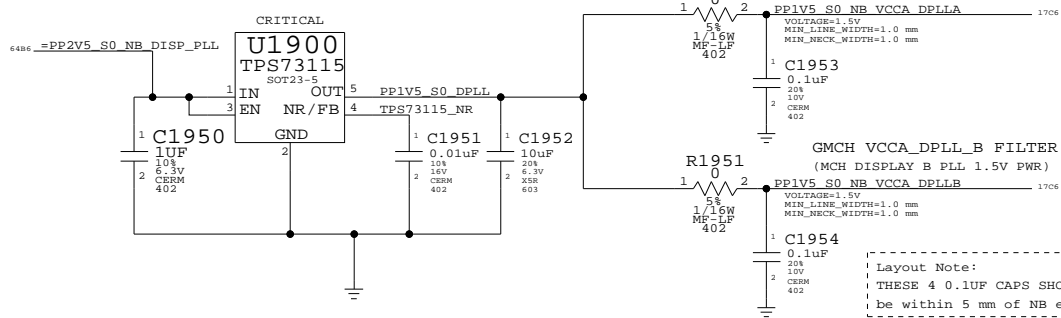 CRITICAL
64B6 =PP2V5_S0_NB_DISP_PLL
U1900
TPS73115
SOT23-5
1 IN
3 EN
OUT 5
NR/FB 4
GND
2
PP1V5_S0_DPLL
TPS73115_NR
1 C1950
1UF
10%
6.3V
2 CERM
402
1 C1951
0.01uF
10%
16V
2 CERM
402
1 C1952
10uF
20%
6.3V
2 X5R
603
1 2
5%
1/16W
MF-LF
402
PP1V5_S0_NB_VCCA_DPLLA 17C6
VOLTAGE=1.5V
MIN_LINE_WIDTH=1.0 mm
MIN_NECK_WIDTH=1.0 mm
1 C1953
0.1uF
20%
10V
2 CERM
402
GMCH VCCA_DPLL_B FILTER
(MCH DISPLAY B PLL 1.5V PWR)
R1951
0
1 2
5%
1/16W
MF-LF
402
PP1V5_S0_NB_VCCA_DPLLB 17C6
VOLTAGE=1.5V
MIN_LINE_WIDTH=1.0 mm
MIN_NECK_WIDTH=1.0 mm
1 C1954
0.1uF
20%
10V
2 CERM
402
Layout Note:
THESE 4 0.1UF CAPS
be within 5 mm of NB